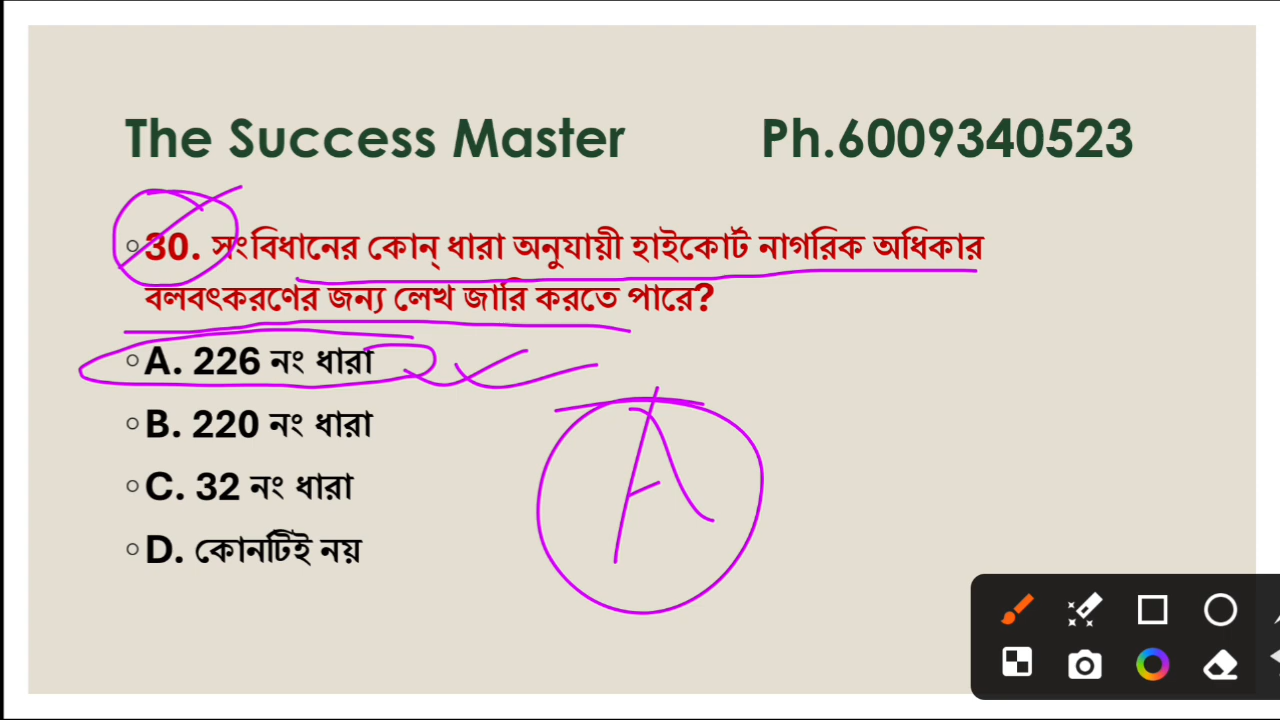 The Success Master Ph.6009340523
30. সংবিধানের কোন্ ধারা অনুযায়ী হাইকোর্ট নাগরিক অধিকার
বলবৎকরণের জন্য লেখ জারি করতে পারে?
A. 226 নং ধারা
B. 220 নং ধারা
C. 32 নং ধারা
D. কোনটিই নয়
A